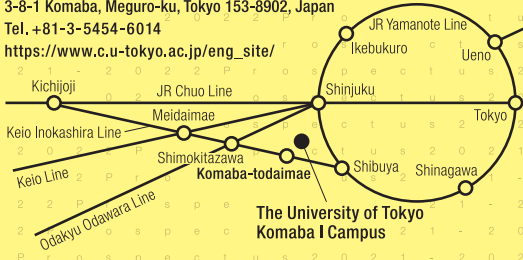 3-8-1 Komaba, Meguro-ku, Tokyo 153-8902, Japan
Tel. +81-3-5454-6014
https://www.c.u-tokyo.ac.jp/eng_site/
JR Yamanote Line
Ikebukuro
Ueno
Kichijoji
JR Chuo Line
Shinjuku
Meidaimae
Tokyo
Keio Inokashira Line
Shimokitazawa
Komaba-todaimae
Shibuya
Shinagawa
Keio Line
Odakyu Odawara Line
The University of Tokyo
Komaba I Campus